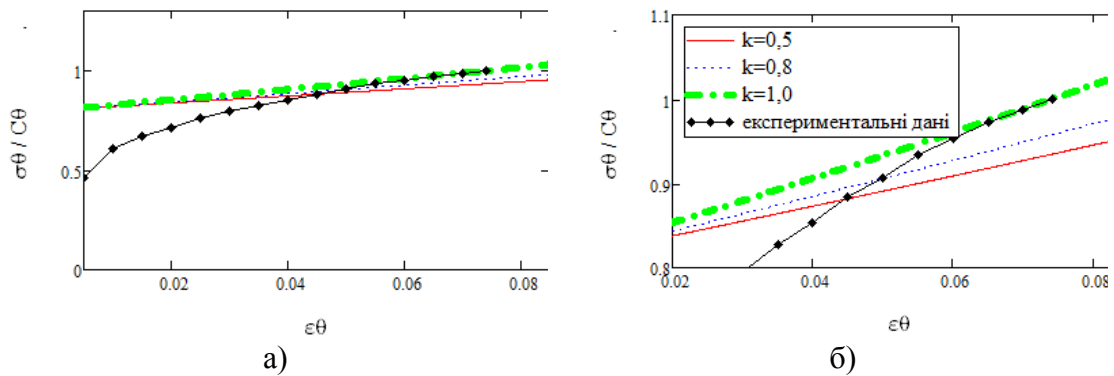 σθ / Cθ
1
0.5
0
0.02
0.04
0.06
0.08
εθ
а)
σθ / Cθ
1.1
1
0.9
0.8
0.02
0.04
0.06
0.08
k=0,5
k=0,8
k=1,0
експериментальні дані
εθ
б)